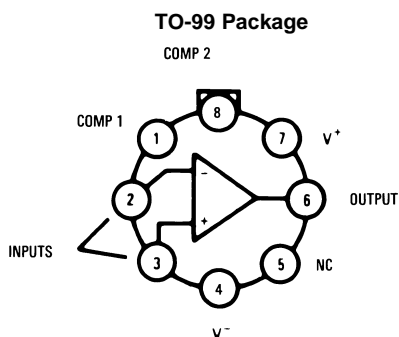 TO-99 Package
COMP 2
8
COMP 1
1
7
V+
2
−
6
OUTPUT
INPUTS
+
3
5
NC
4
V−